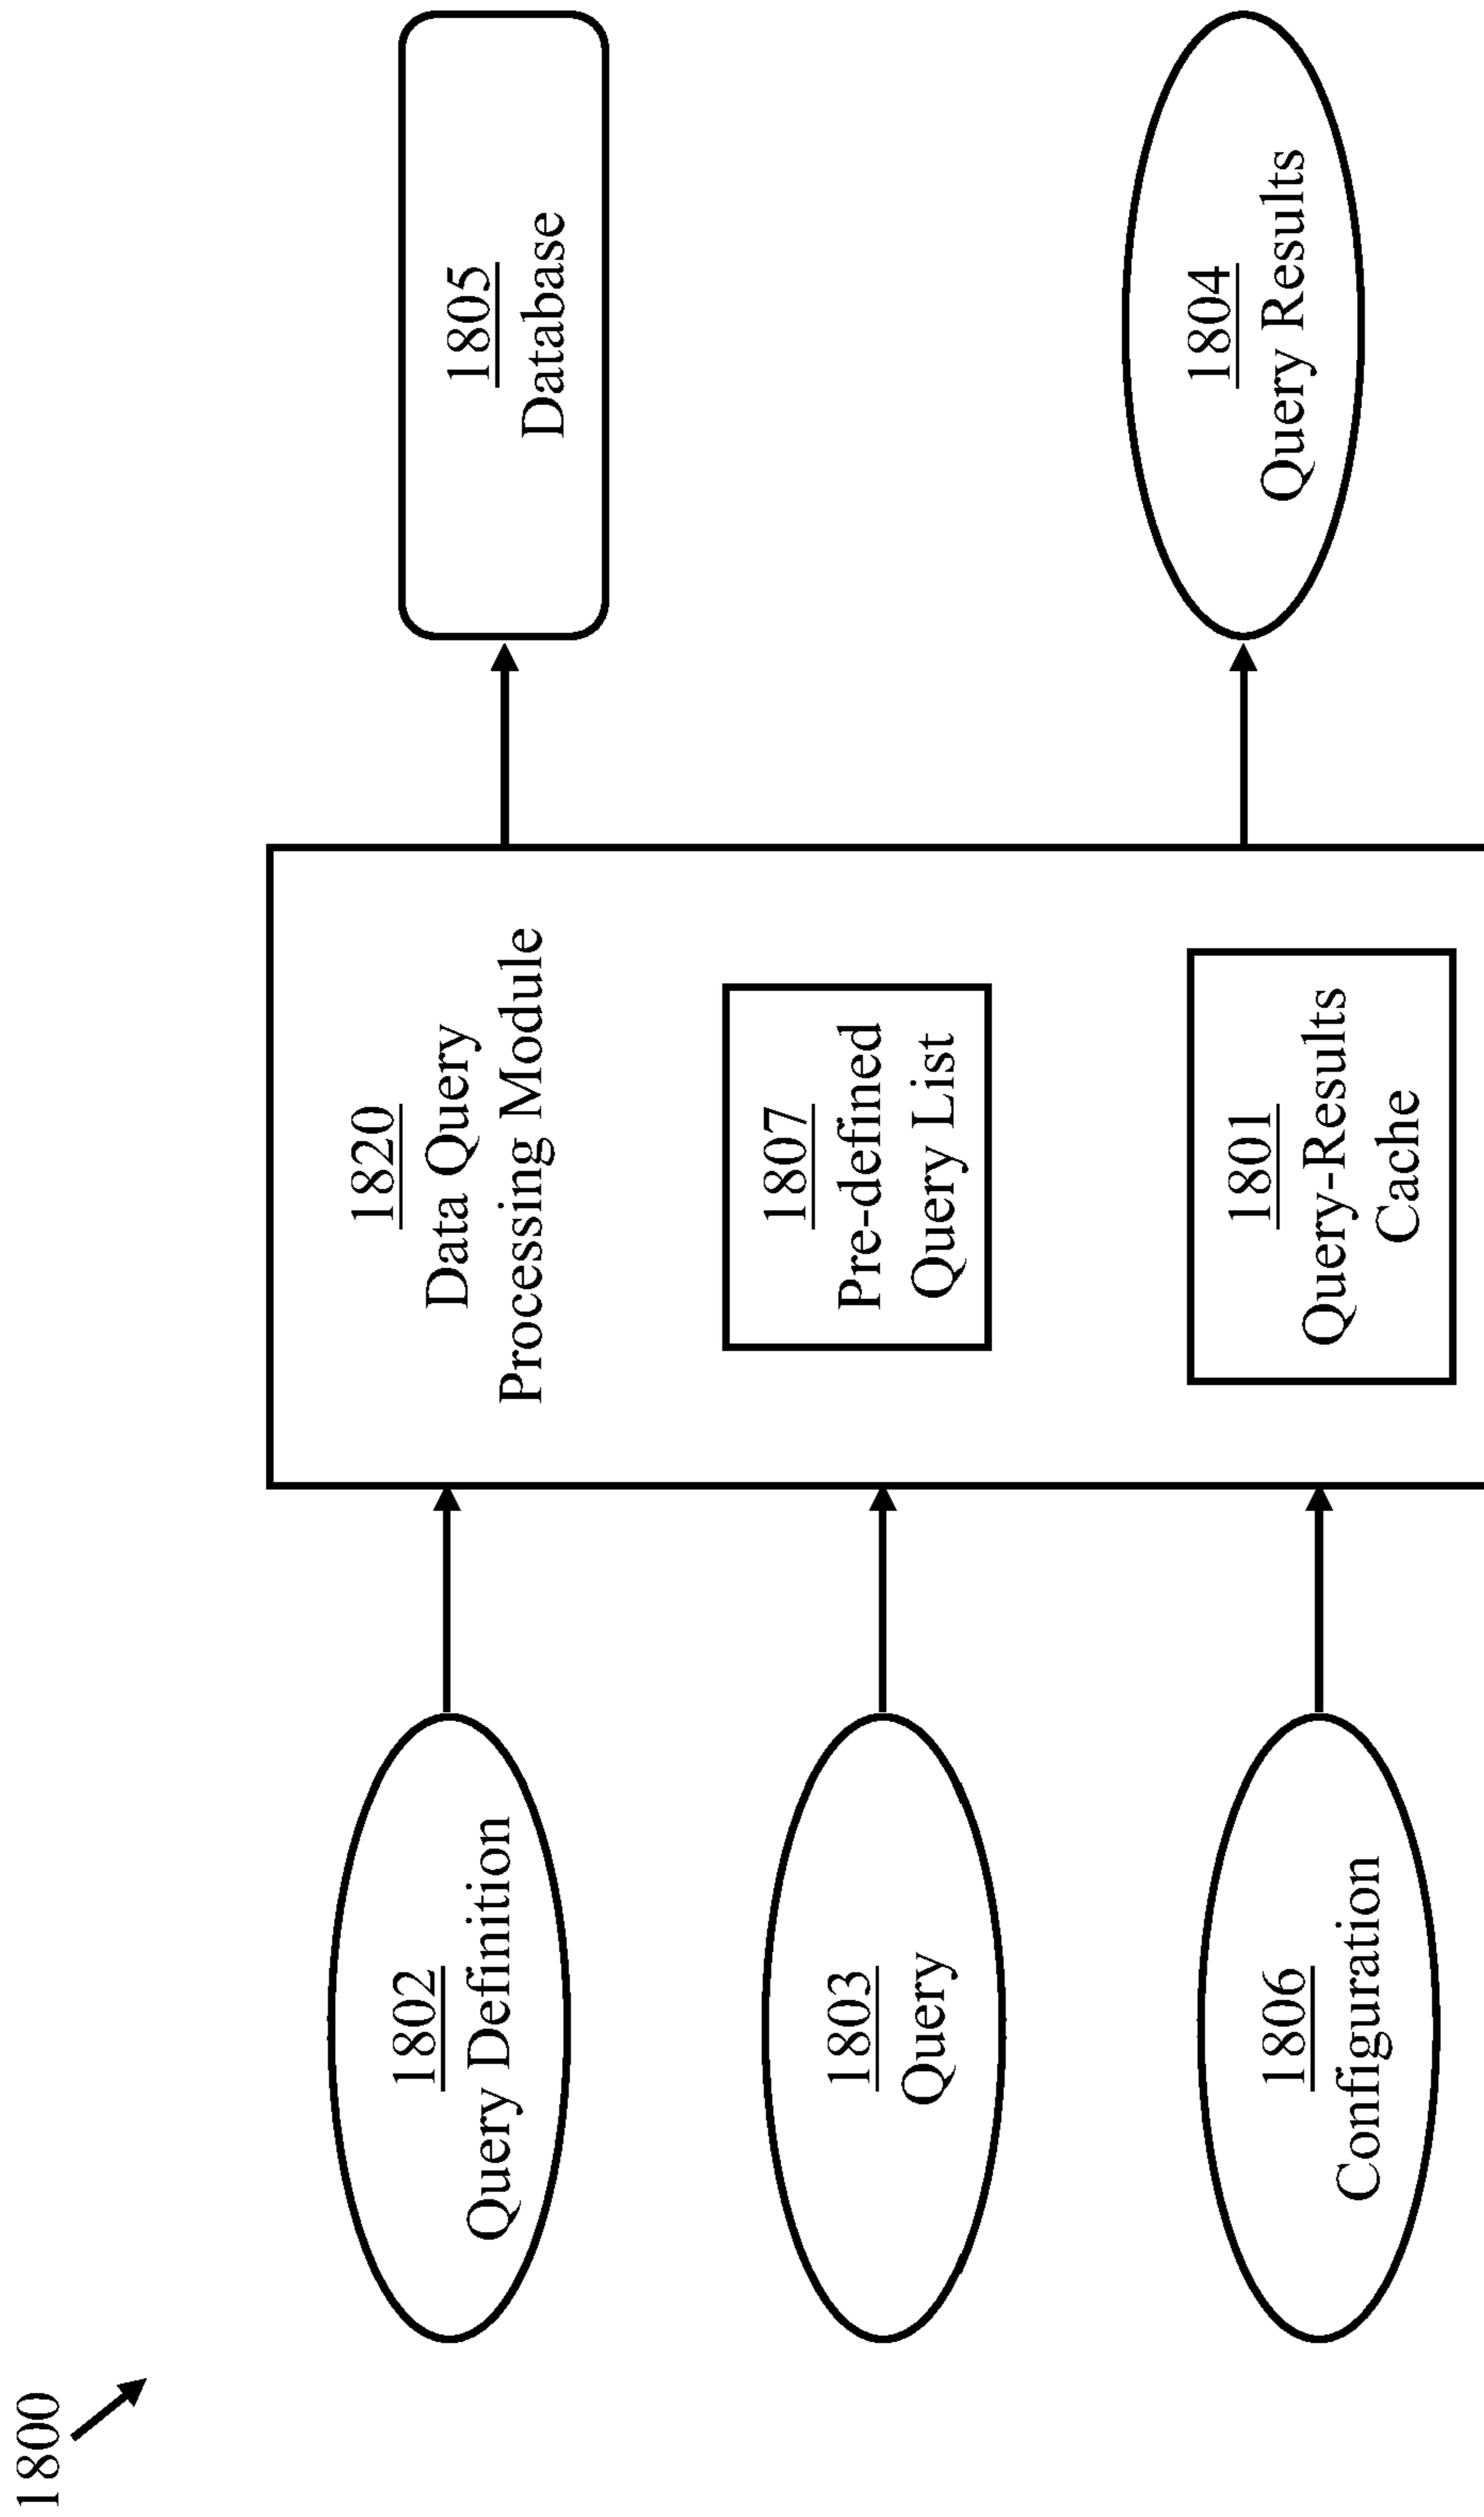 1800
1802
Query Definition
1803
Query
1806
Configuration
1820
Data Query
Processing Module
1807
Pre-defined
Query List
1801
Query-Results
Cache
1805
Database
1804
Query Results